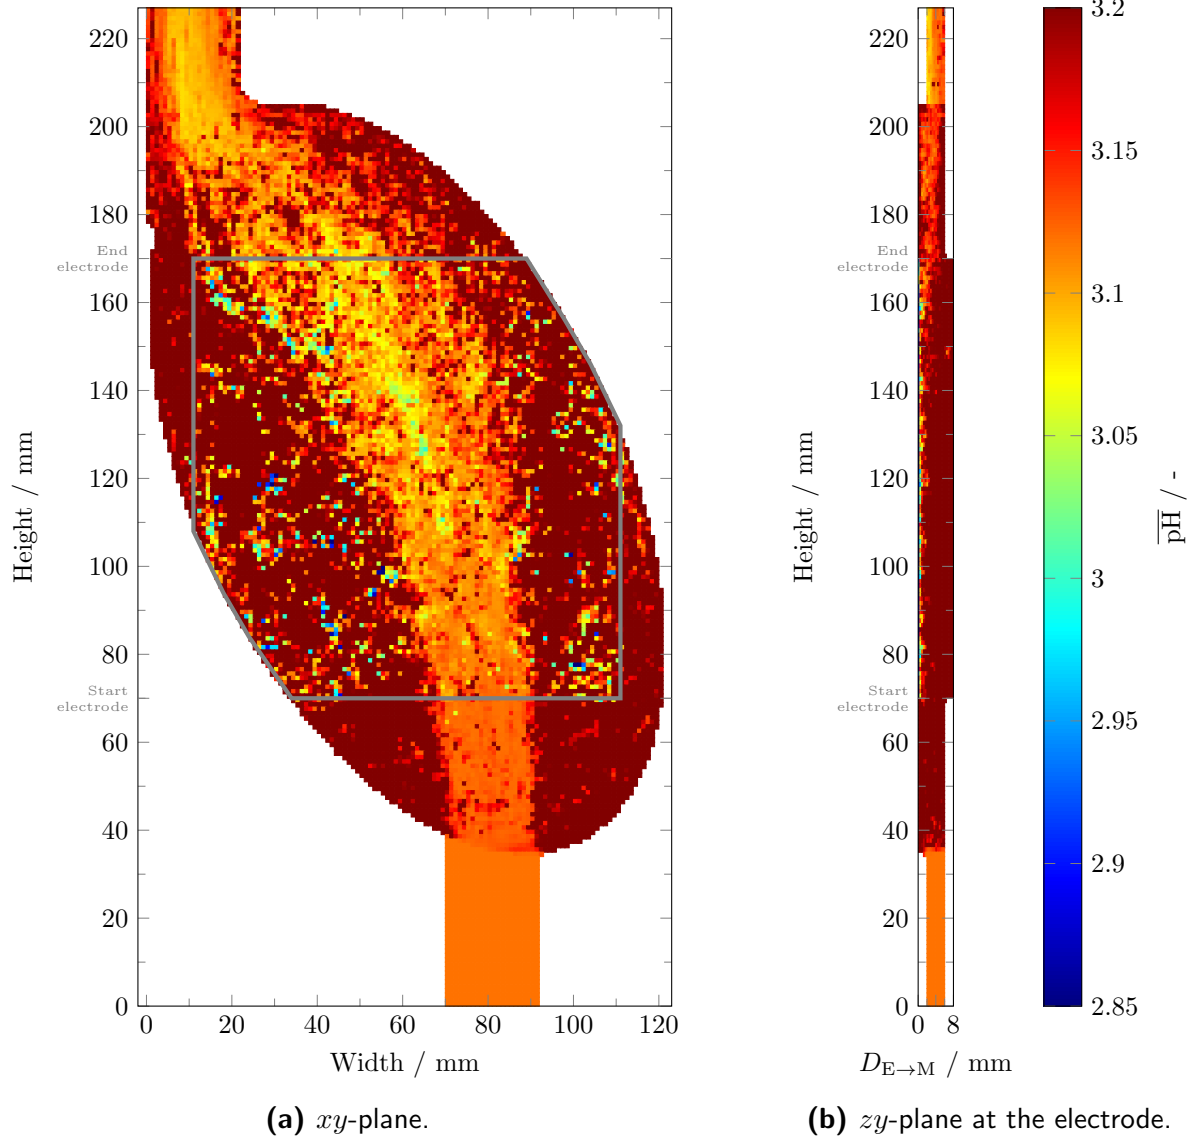 220
200
180
160
140
120
100
80
60
40
20
0
End
electrode
Start
electrode
Height / mm
0 20 40 60 80 100 120
Width / mm
(a) xy-plane.
220
200
180
160
140
120
100
80
60
40
20
0
End
electrode
Start
electrode
Height / mm
0 8
D_E→M / mm
(b) zy-plane at the electrode.
3.2
3.15
3.1
3.05
3
2.95
2.9
2.85
p̅H̅ / -